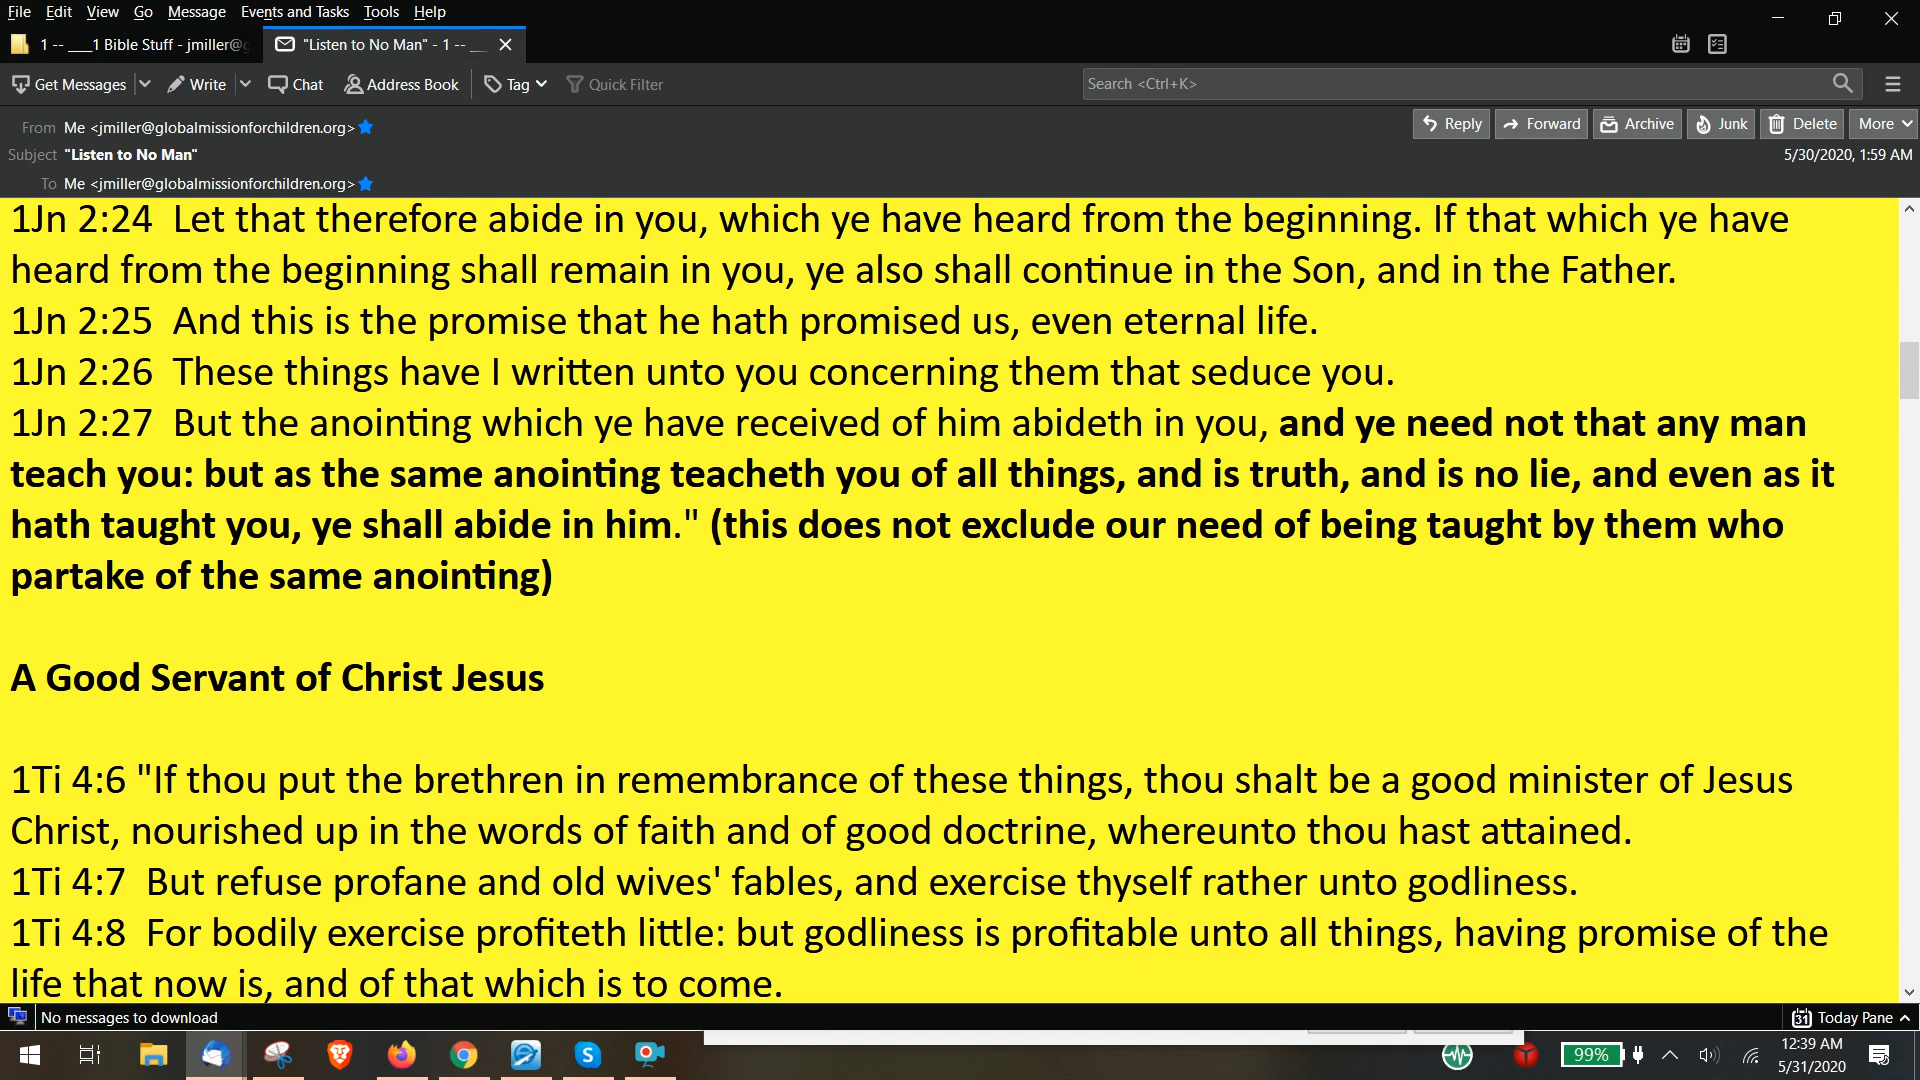 File Edit View Go Message Events and Tasks Tools Help
1 -- ___1 Bible Stuff - jmiller@g
"Listen to No Man" - 1 -- __
Get Messages Write Chat Address Book Tag Quick Filter Search <Ctrl+K>
From Me <jmiller@globalmissionforchildren.org> Reply Forward Archive Junk Delete More
Subject "Listen to No Man" 5/30/2020, 1:59 AM
To Me <jmiller@globalmissionforchildren.org>
1Jn 2:24 Let that therefore abide in you, which ye have heard from the beginning. If that which ye have
heard from the beginning shall remain in you, ye also shall continue in the Son, and in the Father.
1Jn 2:25 And this is the promise that he hath promised us, even eternal life.
1Jn 2:26 These things have I written unto you concerning them that seduce you.
1Jn 2:27 But the anointing which ye have received of him abideth in you, and ye need not that any man
teach you: but as the same anointing teacheth you of all things, and is truth, and is no lie, and even as it
hath taught you, ye shall abide in him." (this does not exclude our need of being taught by them who
partake of the same anointing)
A Good Servant of Christ Jesus
1Ti 4:6 "If thou put the brethren in remembrance of these things, thou shalt be a good minister of Jesus
Christ, nourished up in the words of faith and of good doctrine, whereunto thou hast attained.
1Ti 4:7 But refuse profane and old wives' fables, and exercise thyself rather unto godliness.
1Ti 4:8 For bodily exercise profiteth little: but godliness is profitable unto all things, having promise of the
life that now is, and of that which is to come.
No messages to download 31 Today Pane
99% 12:39 AM
5/31/2020